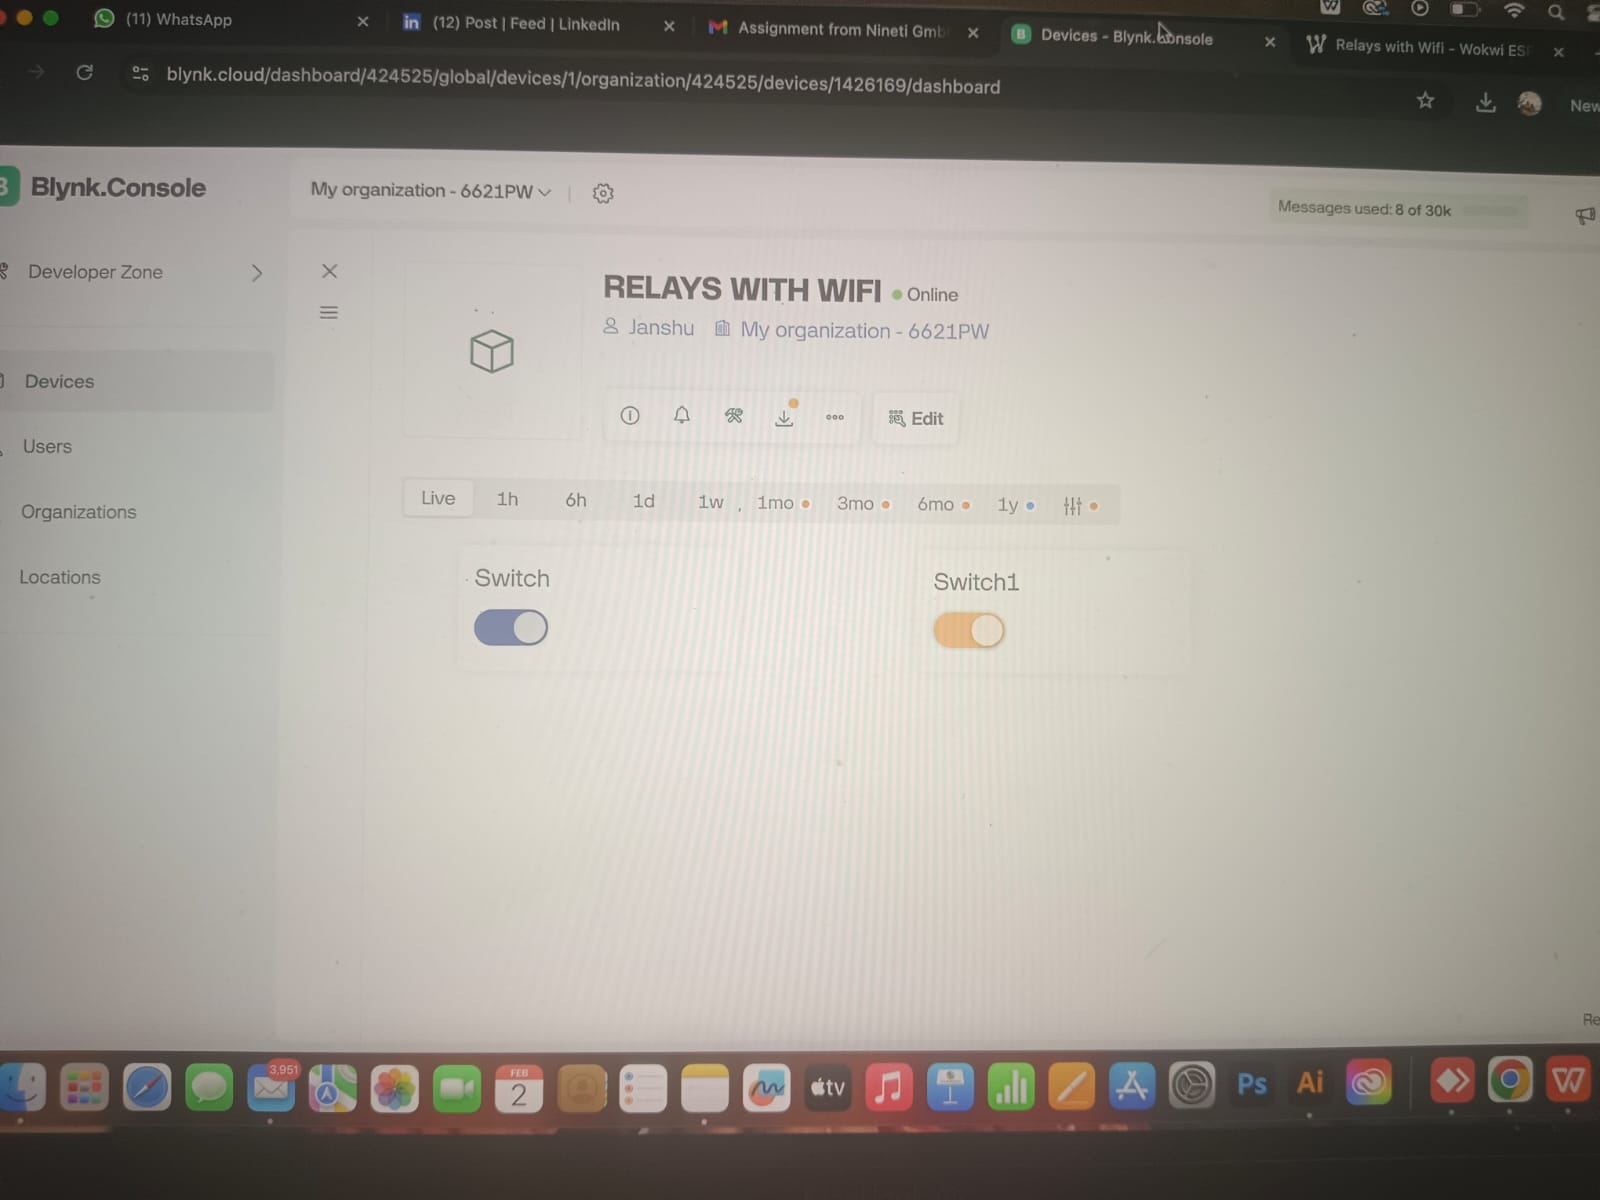 (11) WhatsApp
(12) Post | Feed | LinkedIn
Assignment from Nineti Gmb
Devices - Blynk.Console
Relays with Wifi - Wokwi ES
blynk.cloud/dashboard/424525/global/devices/1/organization/424525/devices/1426169/dashboard
New
Blynk.Console
My organization - 6621PW
Messages used: 8 of 30k
Developer Zone
RELAYS WITH WIFI
Online
Janshu
My organization - 6621PW
Devices
Edit
Users
Live 1h 6h 1d 1w 1mo 3mo 6mo 1y
Organizations
Locations
Switch
Switch1
Re
3,951
FEB
2
tv
Ps
Ai